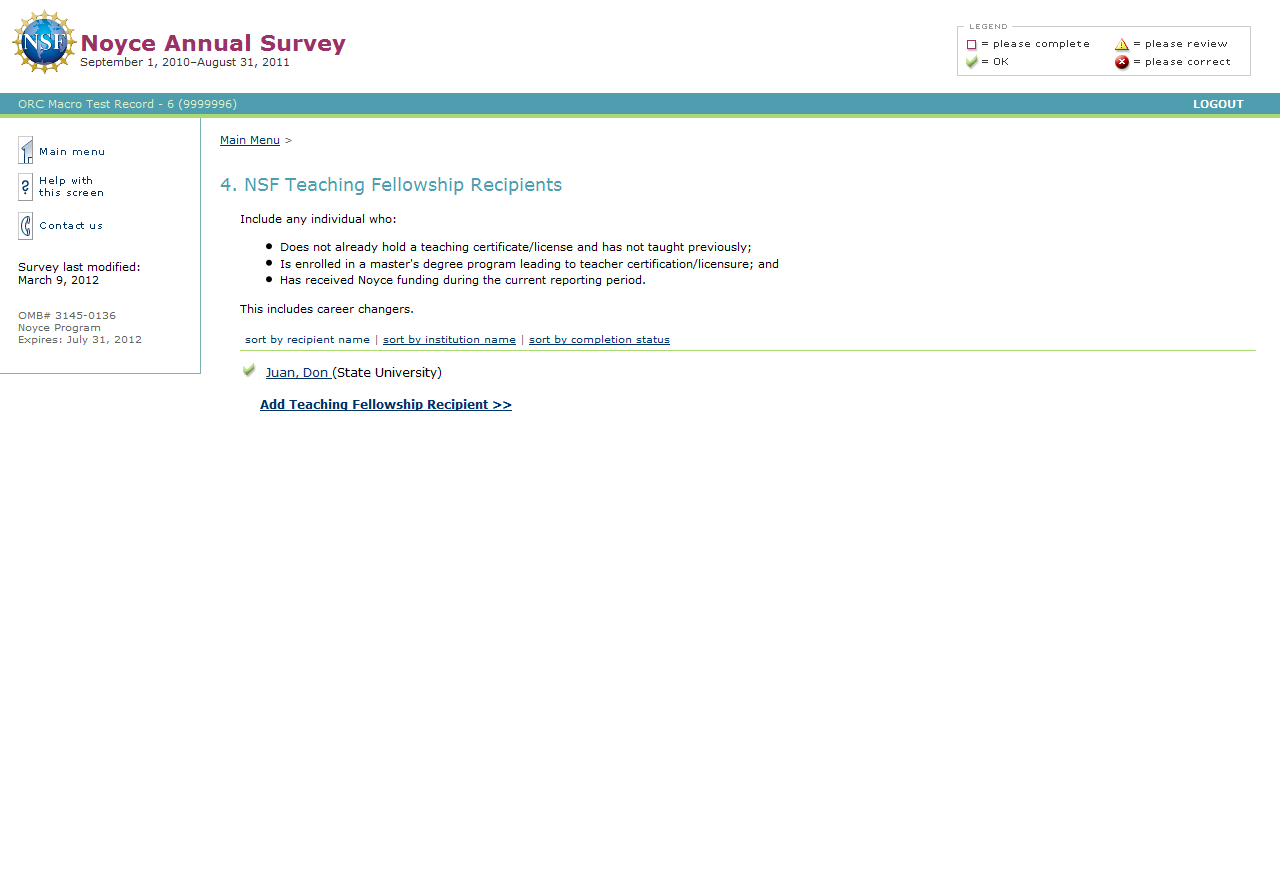 NSF
Noyce Annual Survey
September 1, 2010–August 31, 2011
LEGEND
= please complete
= please review
= OK
= please correct
ORC Macro Test Record - 6 (9999996)
LOGOUT
Main menu
Help with
this screen
Contact us
Survey last modified:
March 9, 2012
OMB# 3145-0136
Noyce Program
Expires: July 31, 2012
Main Menu >
4. NSF Teaching Fellowship Recipients
Include any individual who:
• Does not already hold a teaching certificate/license and has not taught previously;
• Is enrolled in a master's degree program leading to teacher certification/licensure; and
• Has received Noyce funding during the current reporting period.
This includes career changers.
sort by recipient name | sort by institution name | sort by completion status
Juan, Don (State University)
Add Teaching Fellowship Recipient >>